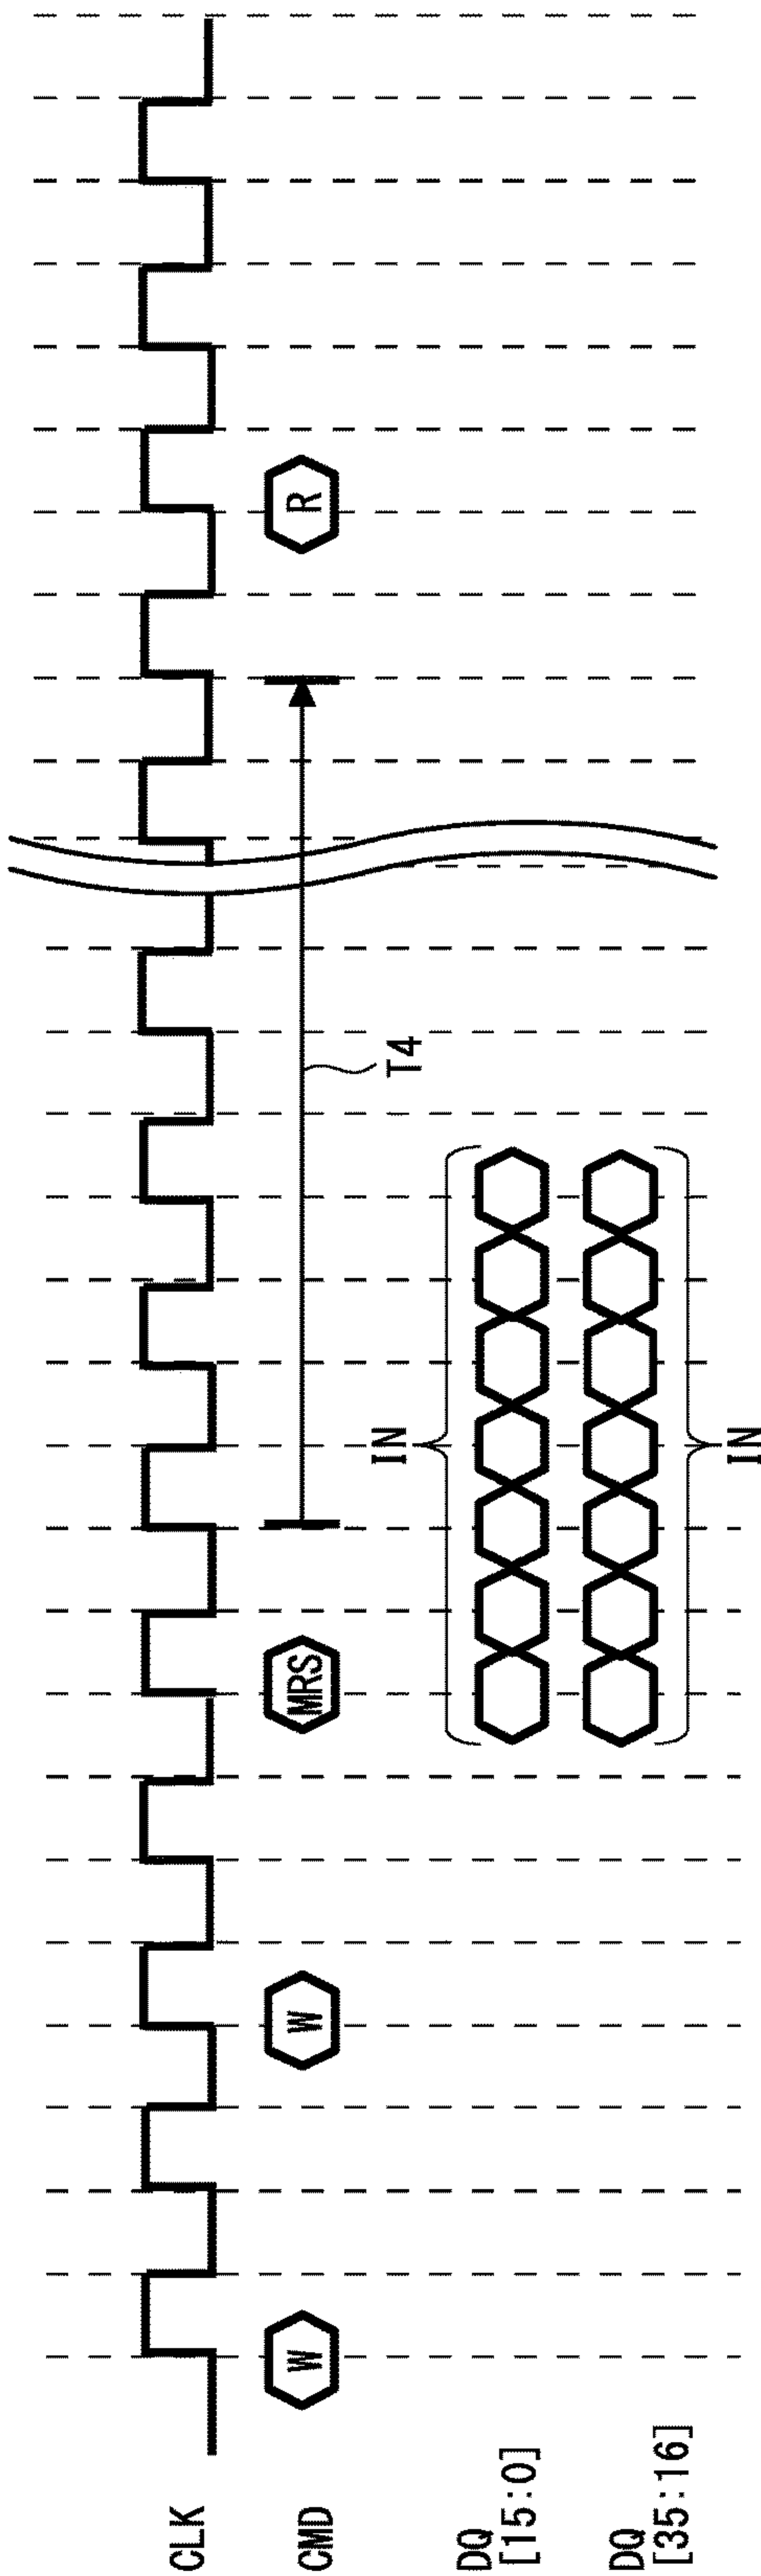 CLK
CMD
W
W
MRS
R
T4
IN
DQ
[15:0]
DQ
[35:16]
IN